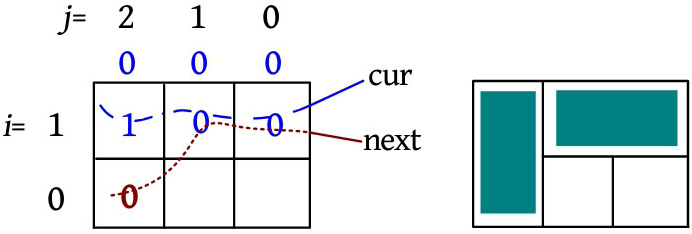 j= 2 1 0
0 0 0
cur
i= 1 1 0 0
next
0 0